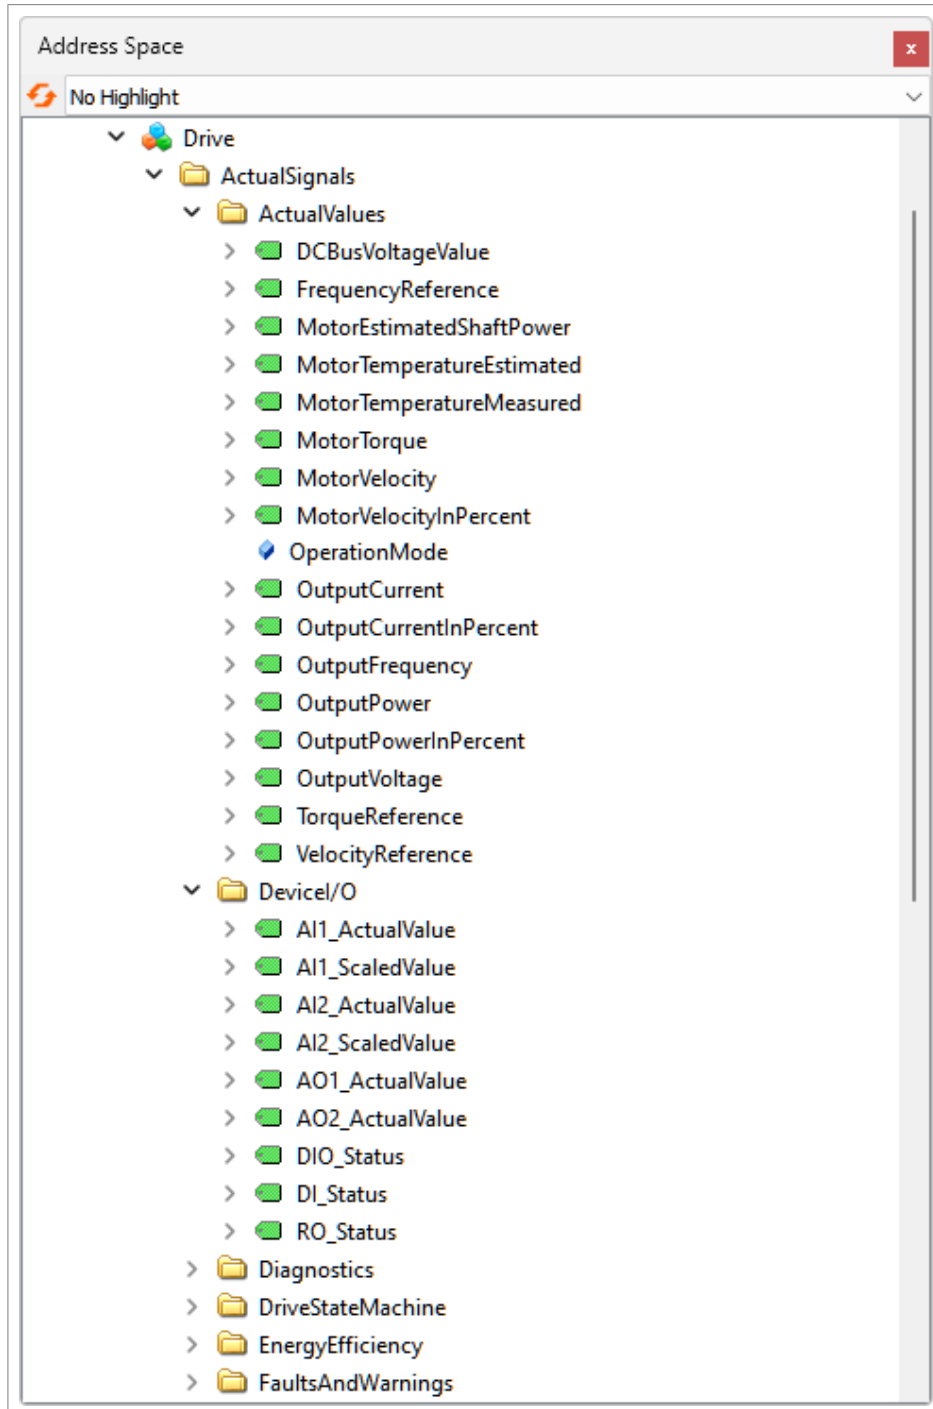 Address Space
x
No Highlight
Drive
ActualSignals
ActualValues
DCBusVoltageValue
FrequencyReference
MotorEstimatedShaftPower
MotorTemperatureEstimated
MotorTemperatureMeasured
MotorTorque
MotorVelocity
MotorVelocityInPercent
OperationMode
OutputCurrent
OutputCurrentInPercent
OutputFrequency
OutputPower
OutputPowerInPercent
OutputVoltage
TorqueReference
VelocityReference
DeviceI/O
AI1_ActualValue
AI1_ScaledValue
AI2_ActualValue
AI2_ScaledValue
AO1_ActualValue
AO2_ActualValue
DIO_Status
DI_Status
RO_Status
Diagnostics
DriveStateMachine
EnergyEfficiency
FaultsAndWarnings